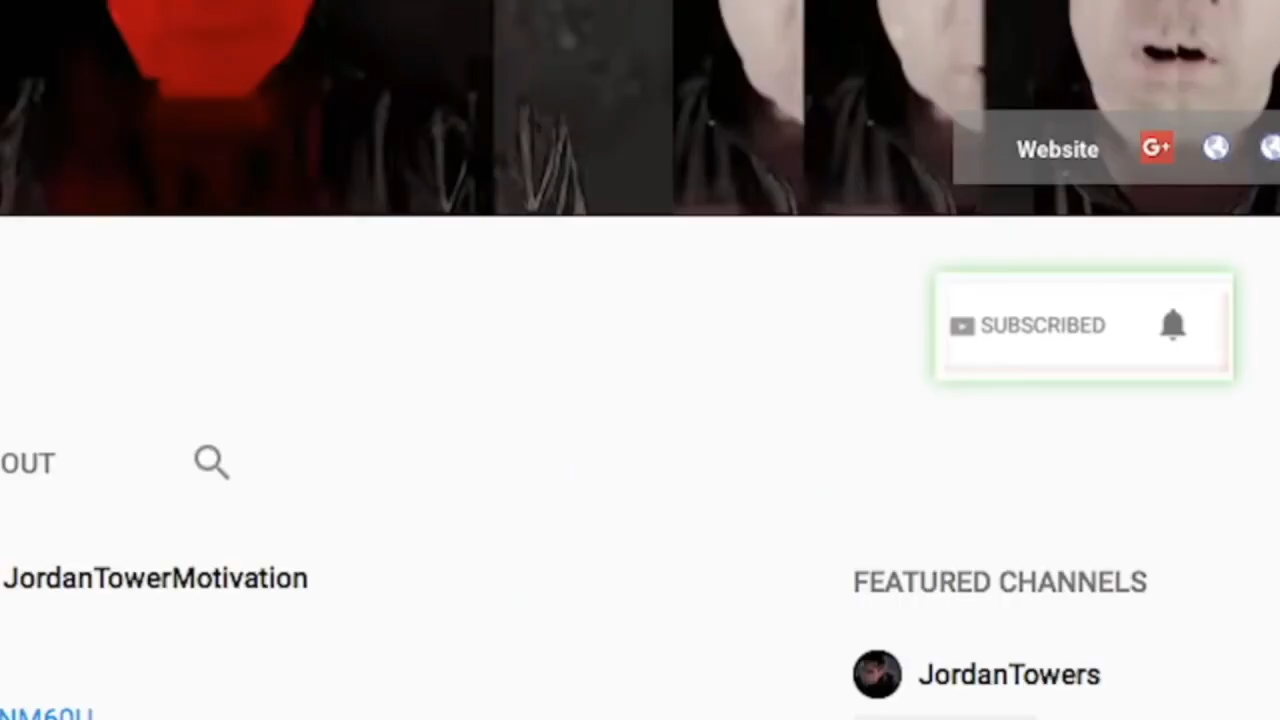 Website G+
SUBSCRIBED
OUT
JordanTowerMotivation
FEATURED CHANNELS
JordanTowers